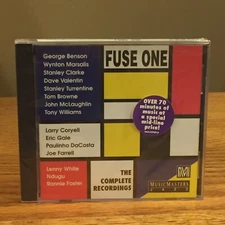 George Benson
Wynton Marsalis
Stanley Clarke
Dave Valentin
Stanley Turrentine
Tom Browne
John McLaughlin
Tony Williams
FUSE ONE
OVER 70
minutes of
music at
a special
mid-line
price!
Larry Coryell
Eric Gale
Paulinho DaCosta
Joe Farrell
Lenny White
Ndugu
Ronnie Foster
THE
COMPLETE
RECORDINGS
MUSICMASTERS
JAZZ